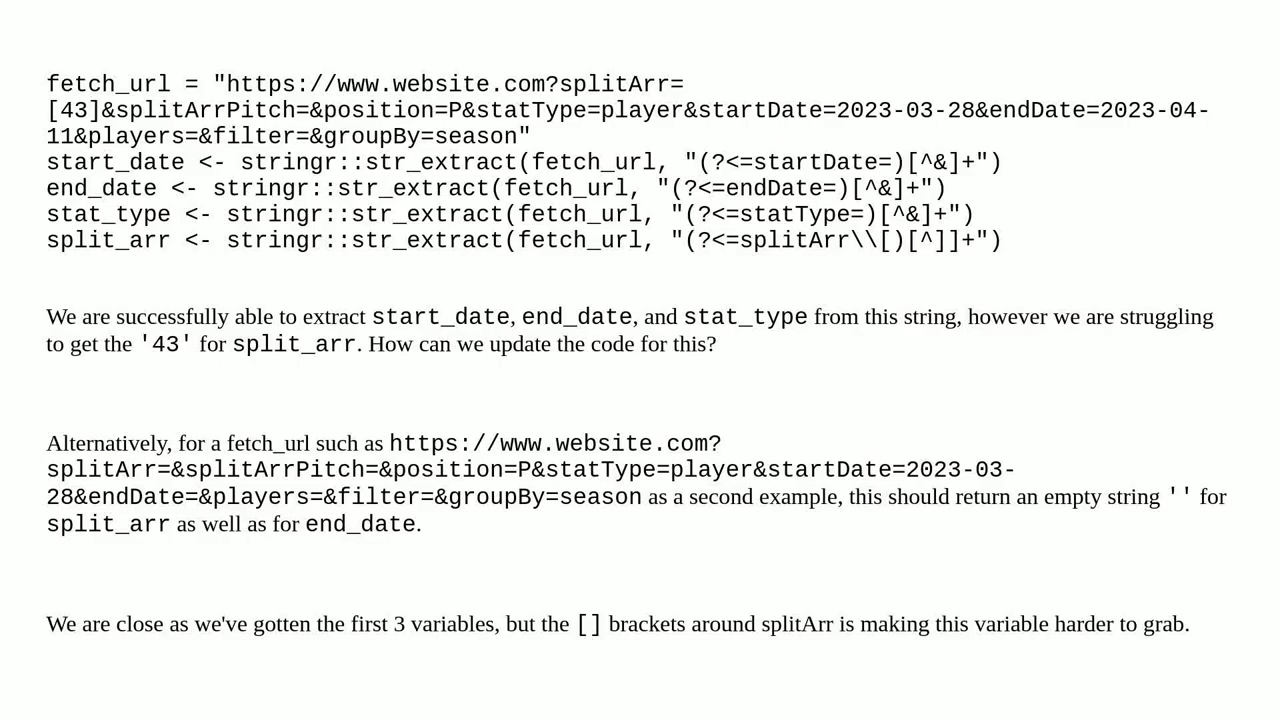 fetch_url = "https://www.website.com?splitArr=
[43]&splitArrPitch=&position=P&statType=player&startDate=2023-03-28&endDate=2023-04-
11&players=&filter=&groupBy=season"
start_date <- stringr::str_extract(fetch_url, "(?<=startDate=)[^&]+")
end_date <- stringr::str_extract(fetch_url, "(?<=endDate=)[^&]+")
stat_type <- stringr::str_extract(fetch_url, "(?<=statType=)[^&]+")
split_arr <- stringr::str_extract(fetch_url, "(?<=splitArr\\[)[^]]+")
We are successfully able to extract start_date, end_date, and stat_type from this string, however we are struggling
to get the '43' for split_arr. How can we update the code for this?
Alternatively, for a fetch_url such as https://www.website.com?
splitArr=&splitArrPitch=&position=P&statType=player&startDate=2023-03-
28&endDate=&players=&filter=&groupBy=season as a second example, this should return an empty string '' for
split_arr as well as for end_date.
We are close as we've gotten the first 3 variables, but the [] brackets around splitArr is making this variable harder to grab.